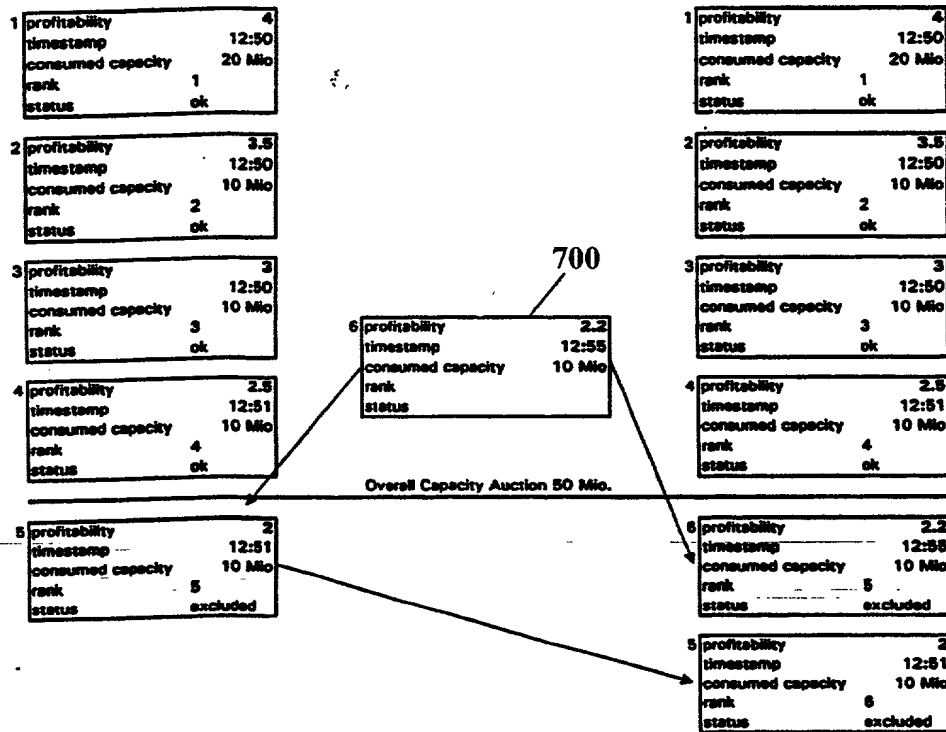 1 profitability 4
timestamp 12:50
consumed capacity 20 Mio
rank 1
status ok
2 profitability 3.5
timestamp 12:50
consumed capacity 10 Mio
rank 2
status ok
3 profitability 3
timestamp 12:50
consumed capacity 10 Mio
rank 3
status ok
4 profitability 2.5
timestamp 12:51
consumed capacity 10 Mio
rank 4
status ok
700
6 profitability 2.2
timestamp 12:55
consumed capacity 10 Mio
rank
status
Overall Capacity Auction 50 Mio.
5 profitability 2
timestamp 12:51
consumed capacity 10 Mio
rank 5
status excluded
1 profitability 4
timestamp 12:50
consumed capacity 20 Mio
rank 1
status ok
2 profitability 3.5
timestamp 12:50
consumed capacity 10 Mio
rank 2
status ok
3 profitability 3
timestamp 12:50
consumed capacity 10 Mio
rank 3
status ok
4 profitability 2.5
timestamp 12:51
consumed capacity 10 Mio
rank 4
status ok
6 profitability 2.2
timestamp 12:55
consumed capacity 10 Mio
rank 5
status excluded
5 profitability 2
timestamp 12:51
consumed capacity 10 Mio
rank 6
status excluded